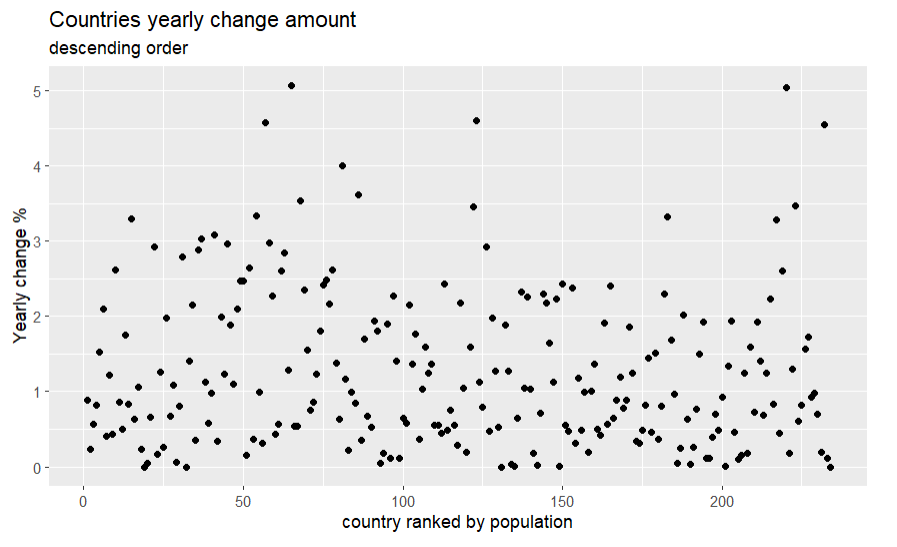 Countries yearly change amount
descending order
Yearly change %
5
4
3
2
1
0
0
50
100
150
200
country ranked by population